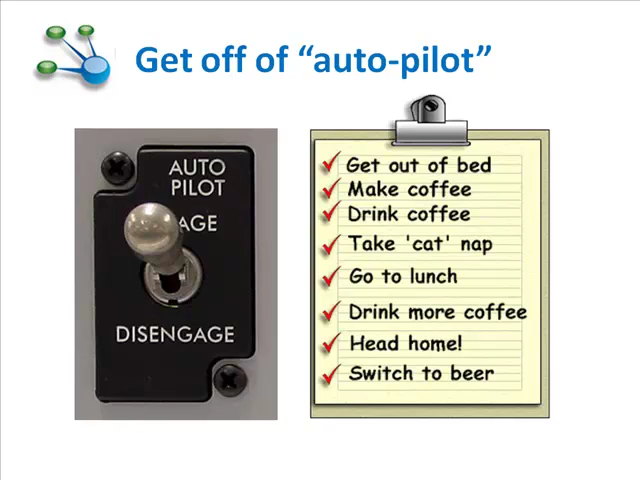 Get off of “auto-pilot”
AUTO
PILOT
AGE
DISENGAGE
Get out of bed
Make coffee
Drink coffee
Take 'cat' nap
Go to lunch
Drink more coffee
Head home!
Switch to beer